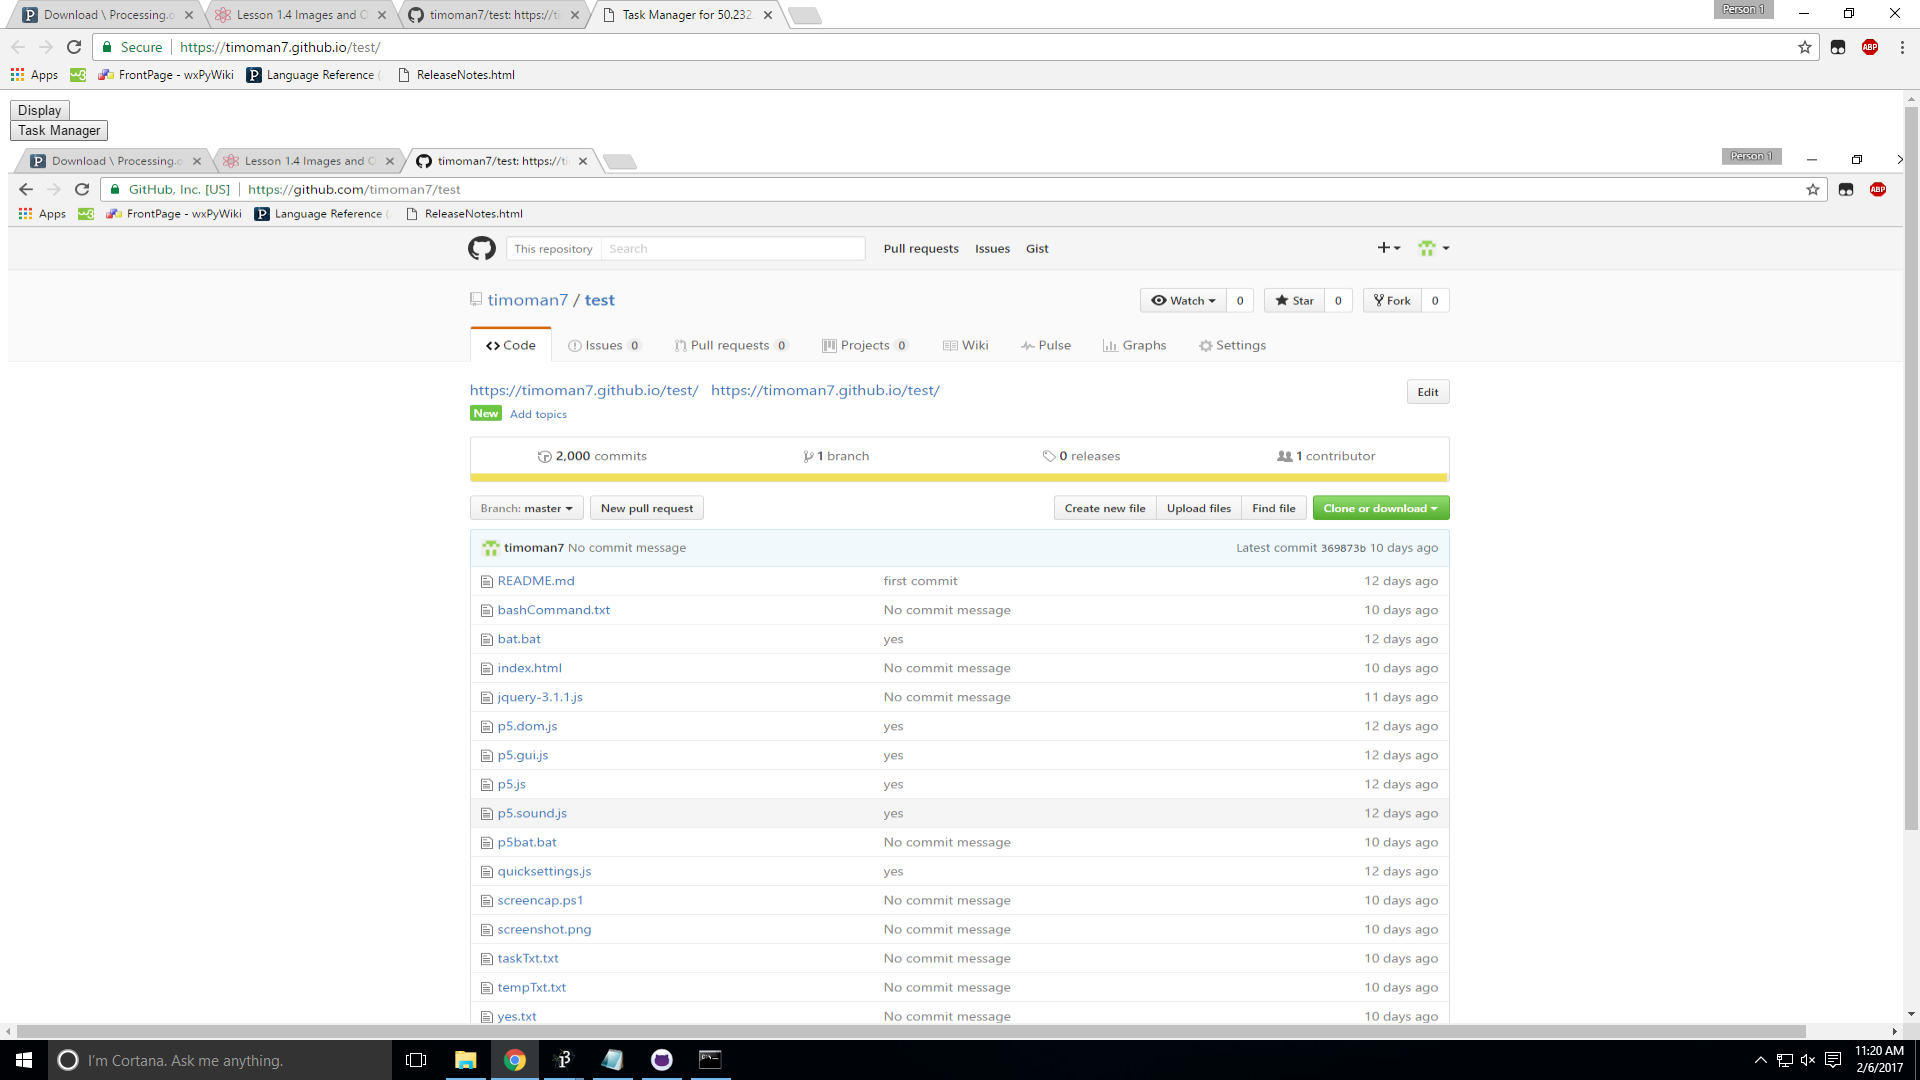 Download \ Processing.o
Lesson 1.4 Images and O
timoman7/test: https://ti
Task Manager for 50.232
Person 1
Secure
https://timoman7.github.io/test/
ABP
Apps
w3
FrontPage - wxPyWiki
Language Reference (
ReleaseNotes.html
Display
Task Manager
Download \ Processing.o
Lesson 1.4 Images and O
timoman7/test: https://ti
Person 1
GitHub, Inc. [US]
https://github.com/timoman7/test
ABP
Apps
w3
FrontPage - wxPyWiki
Language Reference (
ReleaseNotes.html
This repository
Search
Pull requests
Issues
Gist
timoman7 / test
Watch 0
Star 0
Fork 0
Code
Issues 0
Pull requests 0
Projects 0
Wiki
Pulse
Graphs
Settings
https://timoman7.github.io/test/ https://timoman7.github.io/test/
Edit
New Add topics
2,000 commits
1 branch
0 releases
1 contributor
Branch: master
New pull request
Create new file
Upload files
Find file
Clone or download
timoman7 No commit message
Latest commit 369873b 10 days ago
README.md first commit 12 days ago
bashCommand.txt No commit message 10 days ago
bat.bat yes 12 days ago
index.html No commit message 10 days ago
jquery-3.1.1.js No commit message 11 days ago
p5.dom.js yes 12 days ago
p5.gui.js yes 12 days ago
p5.js yes 12 days ago
p5.sound.js yes 12 days ago
p5bat.bat No commit message 10 days ago
quicksettings.js yes 12 days ago
screencap.ps1 No commit message 10 days ago
screenshot.png No commit message 10 days ago
taskTxt.txt No commit message 10 days ago
tempTxt.txt No commit message 10 days ago
yes.txt No commit message 10 days ago
I'm Cortana. Ask me anything.
11:20 AM
2/6/2017